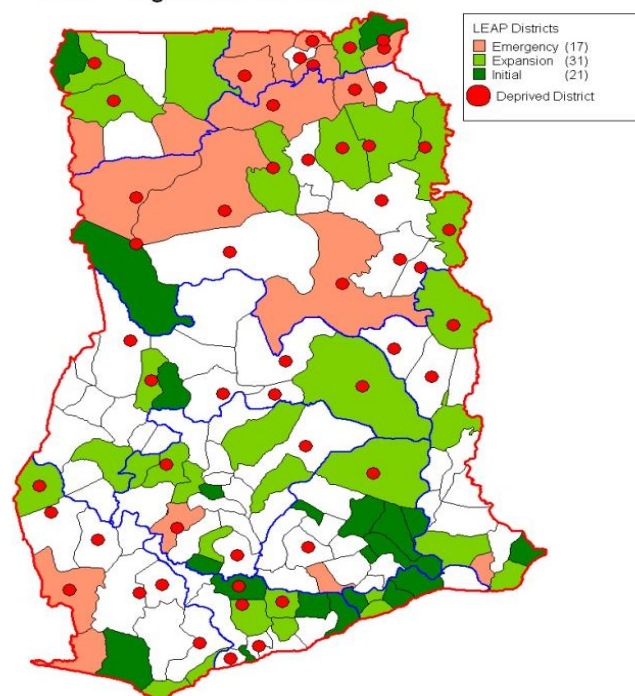 LEAP Districts
Emergency (17)
Expansion (31)
Initial (21)
Deprived District